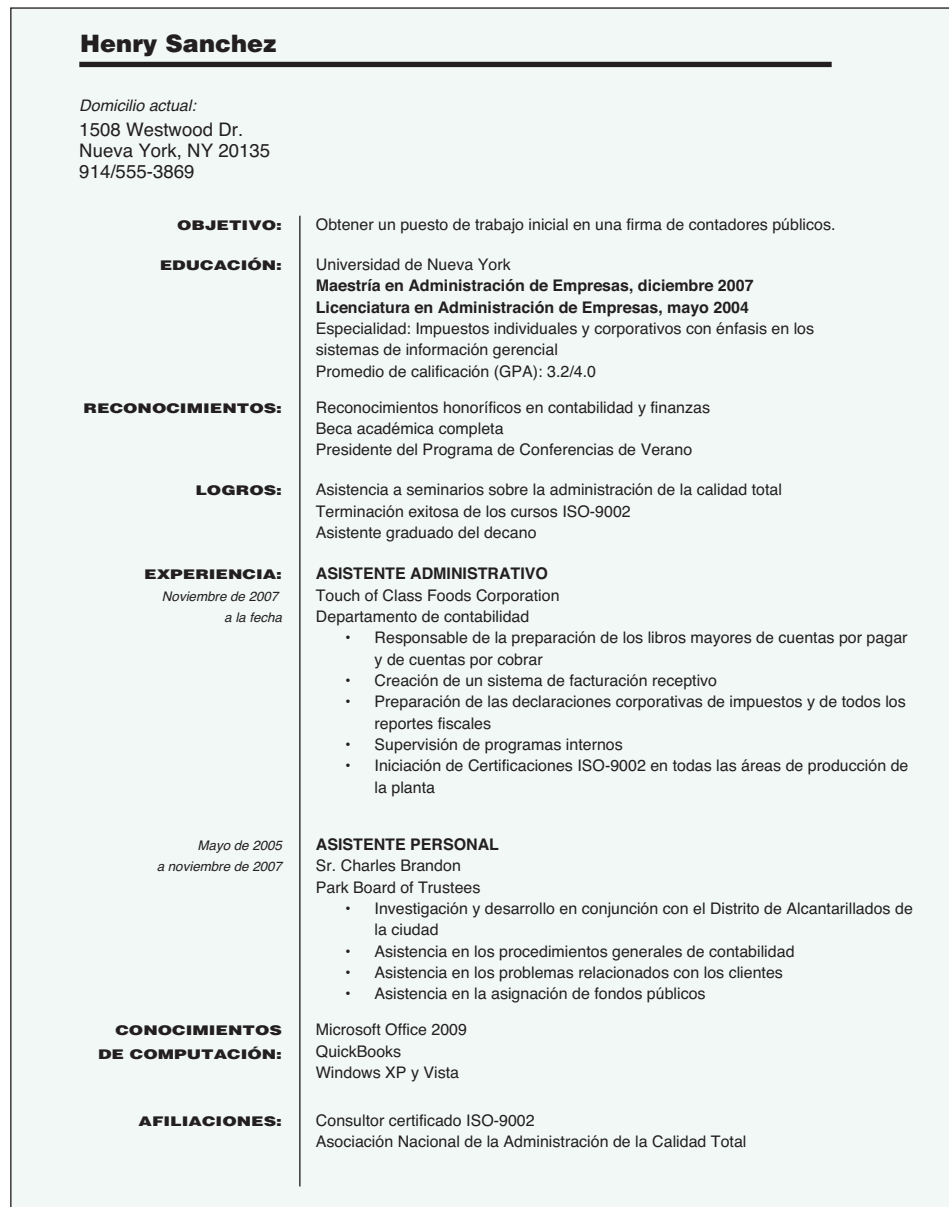 Henry Sanchez
Domicilio actual:
1508 Westwood Dr.
Nueva York, NY 20135
914/555-3869
OBJETIVO:
Obtener un puesto de trabajo inicial en una firma de contadores públicos.
EDUCACIÓN:
Universidad de Nueva York
Maestría en Administración de Empresas, diciembre 2007
Licenciatura en Administración de Empresas, mayo 2004
Especialidad: Impuestos individuales y corporativos con énfasis en los
sistemas de información gerencial
Promedio de calificación (GPA): 3.2/4.0
RECONOCIMIENTOS:
Reconocimientos honoríficos en contabilidad y finanzas
Beca académica completa
Presidente del Programa de Conferencias de Verano
LOGROS:
Asistencia a seminarios sobre la administración de la calidad total
Terminación exitosa de los cursos ISO-9002
Asistente graduado del decano
EXPERIENCIA:
Noviembre de 2007
a la fecha
ASISTENTE ADMINISTRATIVO
Touch of Class Foods Corporation
Departamento de contabilidad
• Responsable de la preparación de los libros mayores de cuentas por pagar
y de cuentas por cobrar
• Creación de un sistema de facturación receptivo
• Preparación de las declaraciones corporativas de impuestos y de todos los
reportes fiscales
• Supervisión de programas internos
• Iniciación de Certificaciones ISO-9002 en todas las áreas de producción de
la planta
Mayo de 2005
a noviembre de 2007
ASISTENTE PERSONAL
Sr. Charles Brandon
Park Board of Trustees
• Investigación y desarrollo en conjunción con el Distrito de Alcantarillados de
la ciudad
• Asistencia en los procedimientos generales de contabilidad
• Asistencia en los problemas relacionados con los clientes
• Asistencia en la asignación de fondos públicos
CONOCIMIENTOS
DE COMPUTACIÓN:
Microsoft Office 2009
QuickBooks
Windows XP y Vista
AFILIACIONES:
Consultor certificado ISO-9002
Asociación Nacional de la Administración de la Calidad Total